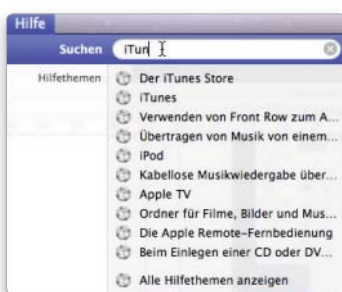 Hilfe
Suchen iTun
Hilfethemen Der iTunes Store
iTunes
Verwenden von Front Row zum A...
Übertragen von Musik von einem...
iPod
Kabellose Musikwiedergabe über...
Apple TV
Ordner für Filme, Bilder und Mus...
Die Apple Remote-Fernbedienung
Beim Einlegen einer CD oder DV...
Alle Hilfethemen anzeigen